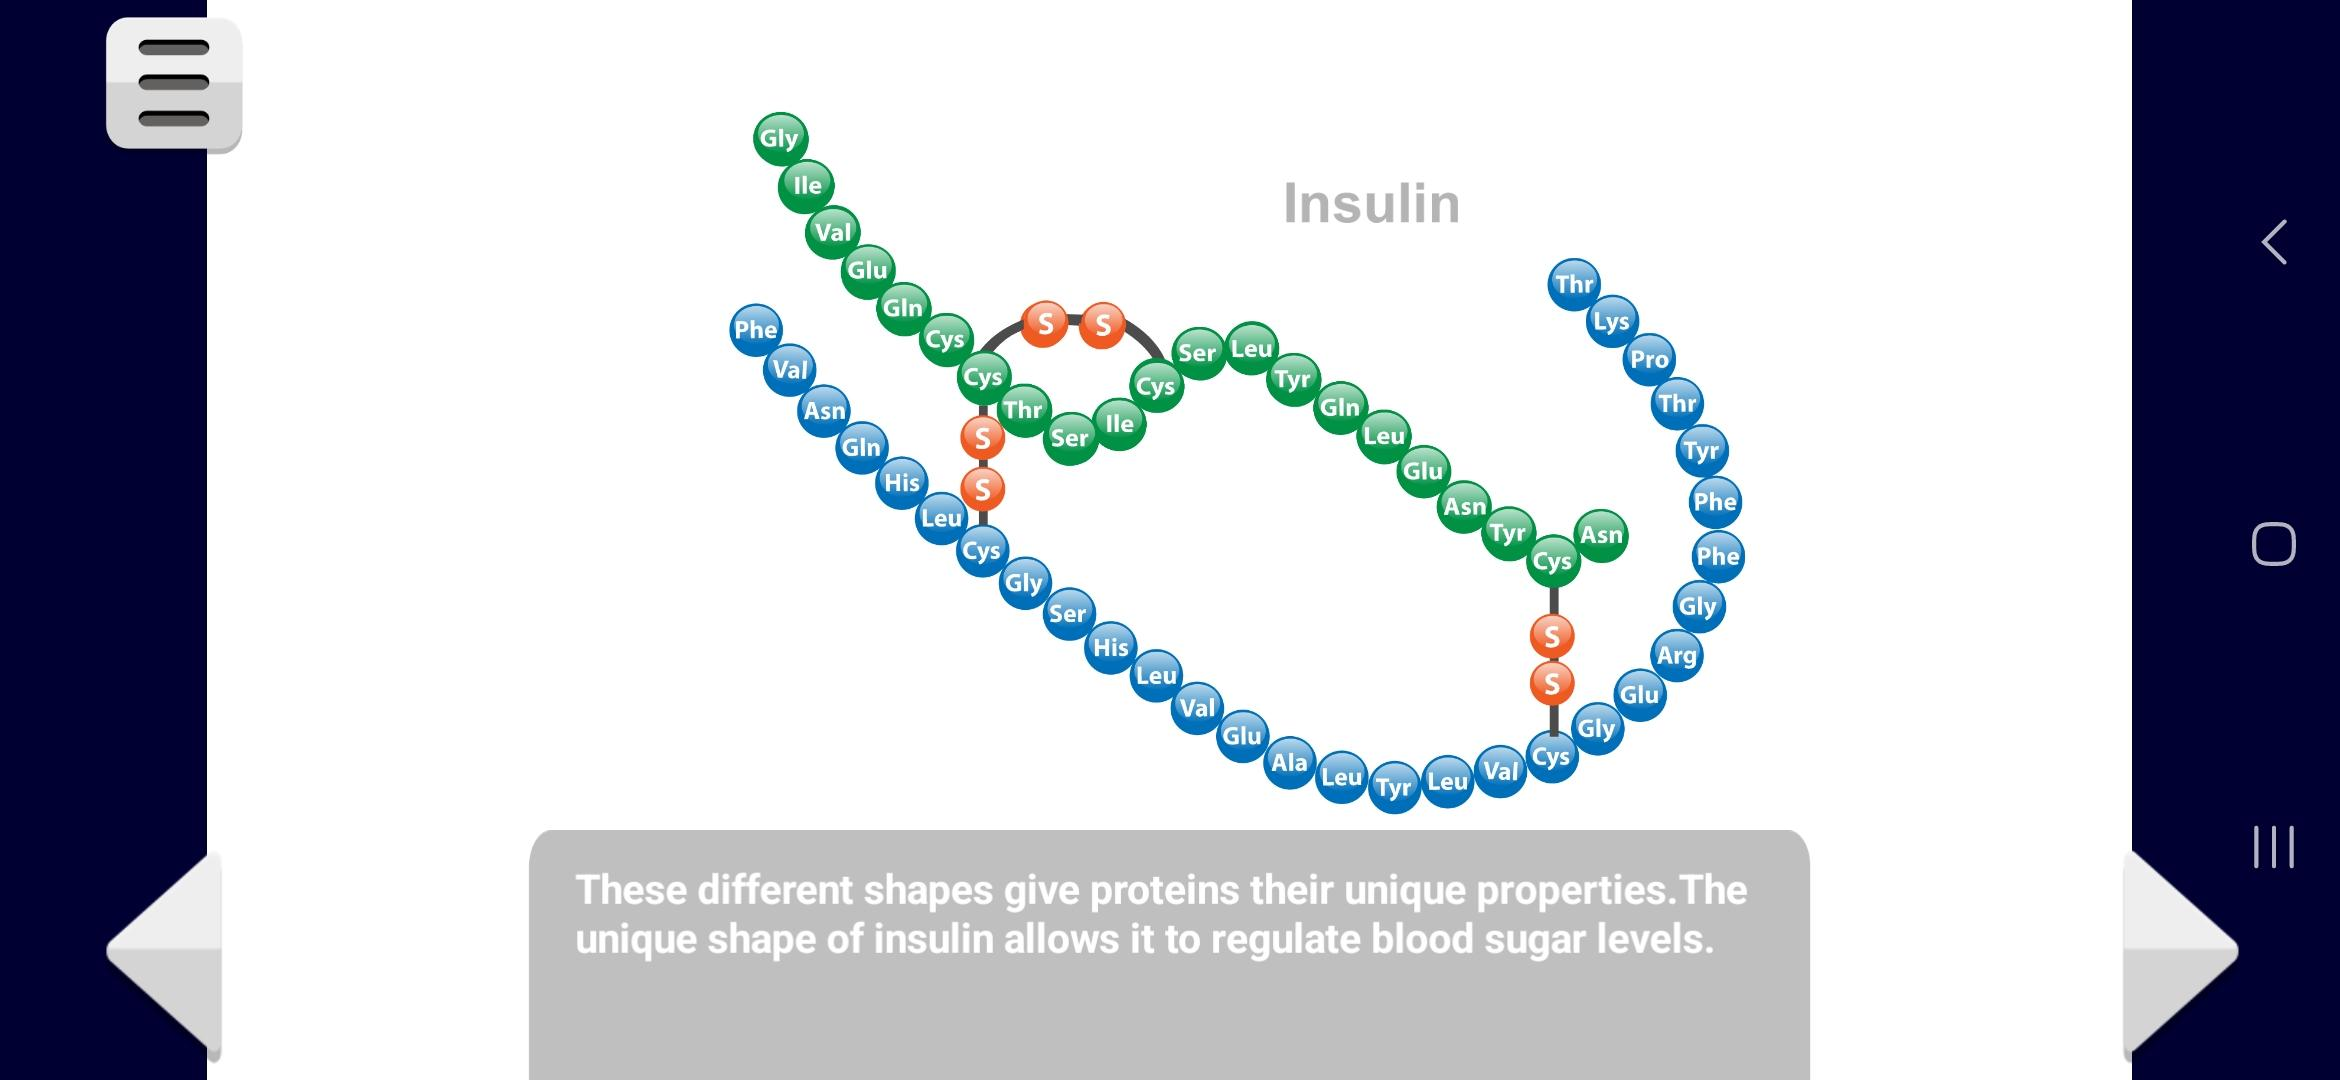 Insulin
Gly
Ile
Val
Glu
Gln
Cys
Cys
Thr
Ser
Ile
Cys
Ser
Leu
Tyr
Gln
Leu
Glu
Asn
Tyr
Cys
Asn
S
S
S
S
S
S
Phe
Val
Asn
Gln
His
Leu
Cys
Gly
Ser
His
Leu
Val
Glu
Ala
Leu
Tyr
Leu
Val
Cys
Gly
Glu
Arg
Gly
Phe
Phe
Tyr
Thr
Pro
Lys
Thr
These different shapes give proteins their unique properties.The
unique shape of insulin allows it to regulate blood sugar levels.